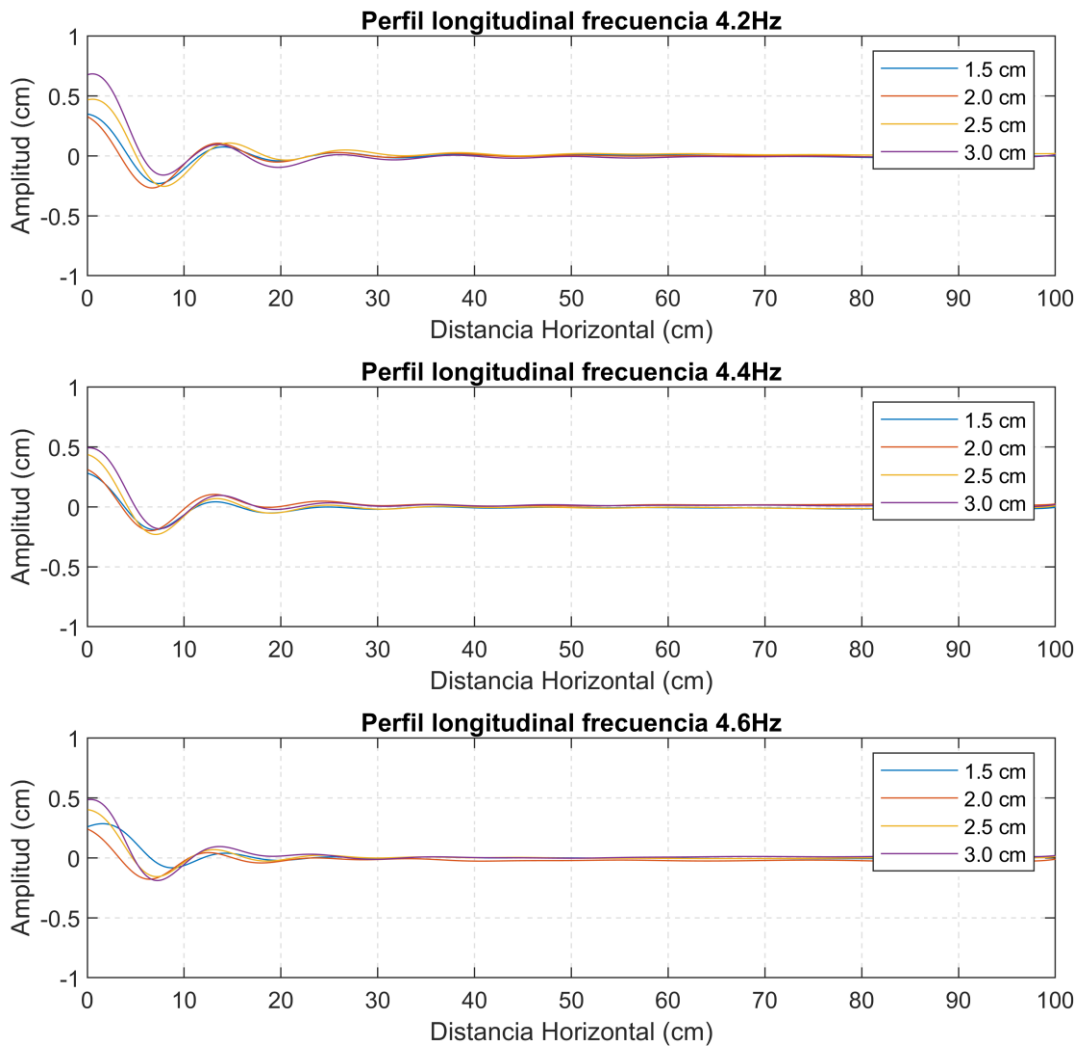 Perfil longitudinal frecuencia 4.2Hz
1
0.5
0
-0.5
-1
Amplitud (cm)
0 10 20 30 40 50 60 70 80 90 100
Distancia Horizontal (cm)
1.5 cm
2.0 cm
2.5 cm
3.0 cm
Perfil longitudinal frecuencia 4.4Hz
1
0.5
0
-0.5
-1
Amplitud (cm)
0 10 20 30 40 50 60 70 80 90 100
Distancia Horizontal (cm)
1.5 cm
2.0 cm
2.5 cm
3.0 cm
Perfil longitudinal frecuencia 4.6Hz
1
0.5
0
-0.5
-1
Amplitud (cm)
0 10 20 30 40 50 60 70 80 90 100
Distancia Horizontal (cm)
1.5 cm
2.0 cm
2.5 cm
3.0 cm